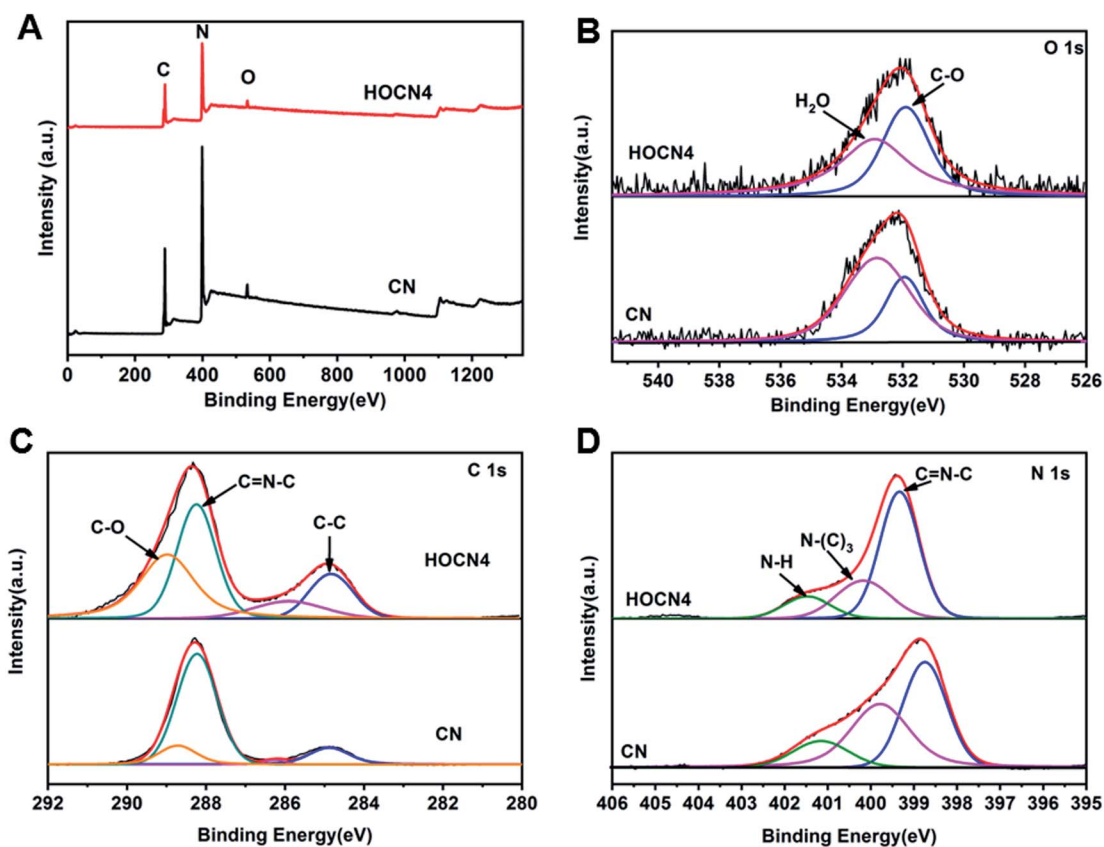 A
N
C
O
HOCN4
CN
Intensity (a.u.)
0 200 400 600 800 1000 1200
Binding Energy(eV)
B
O 1s
C-O
H2O
HOCN4
CN
Intensity(a.u.)
540 538 536 534 532 530 528 526
Binding Energy(eV)
C
C 1s
C=N-C
C-O
C-C
HOCN4
CN
Intensity(a.u.)
292 290 288 286 284 282 280
Binding Energy(eV)
D
N 1s
C=N-C
N-(C)3
N-H
HOCN4
CN
Intensity(a.u.)
406 405 404 403 402 401 400 399 398 397 396 395
Binding Energy(eV)